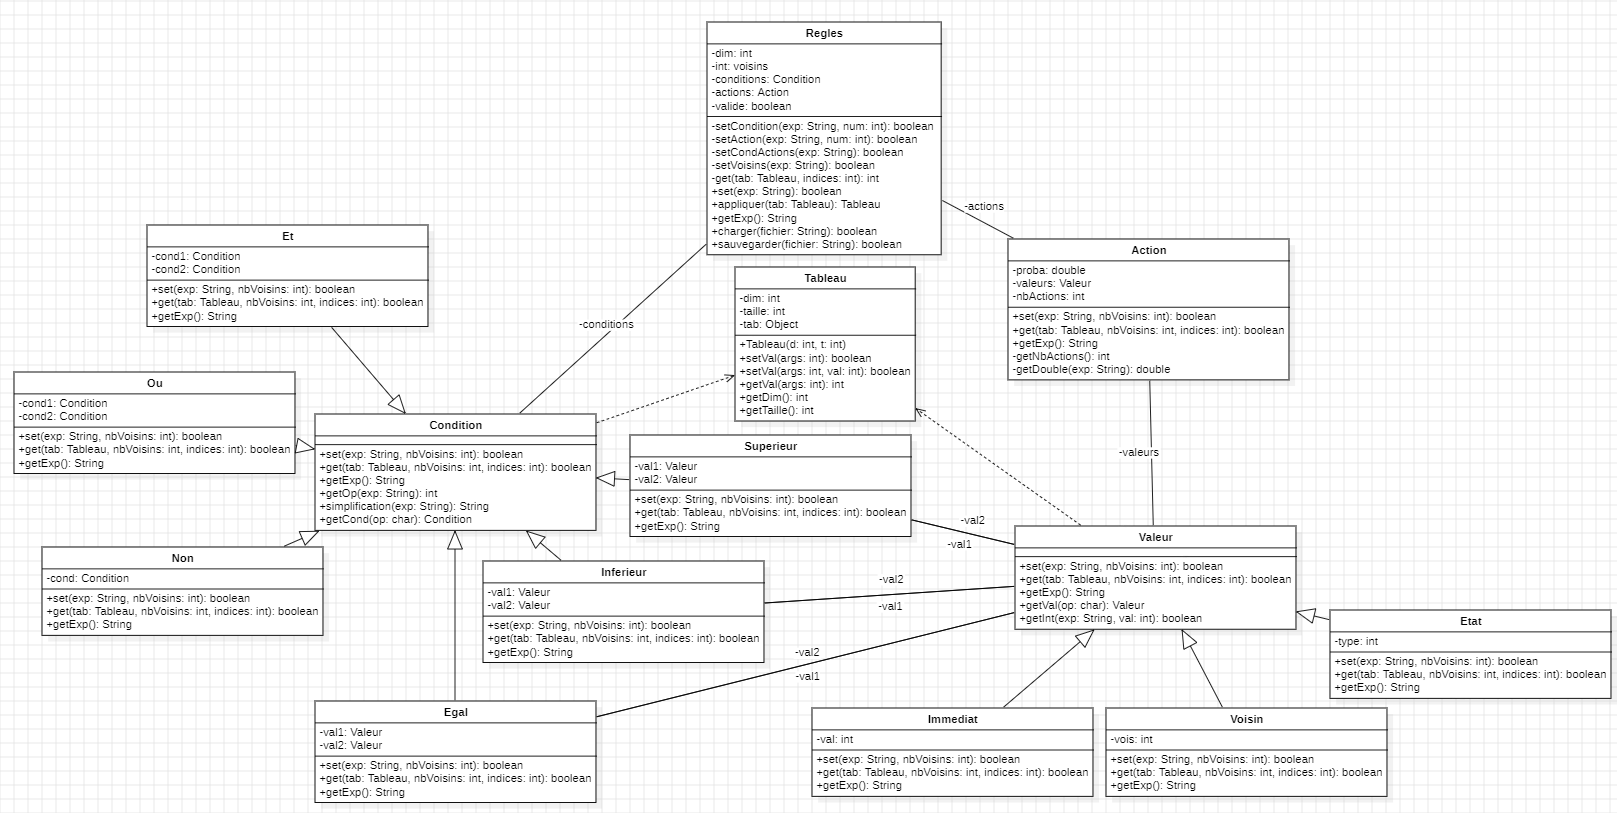 Regles
-dim: int
-int: voisins
-conditions: Condition
-actions: Action
-valide: boolean
-setCondition(exp: String, num: int): boolean
-setAction(exp: String, num: int): boolean
-setCondActions(exp: String): boolean
-setVoisins(exp: String): boolean
-get(tab: Tableau, indices: int): int
+set(exp: String): boolean
+appliquer(tab: Tableau): Tableau
+getExp(): String
+charger(fichier: String): boolean
+sauvegarder(fichier: String): boolean
-actions
Et
-cond1: Condition
-cond2: Condition
+set(exp: String, nbVoisins: int): boolean
+get(tab: Tableau, nbVoisins: int, indices: int): boolean
+getExp(): String
Action
-proba: double
-valeurs: Valeur
-nbActions: int
+set(exp: String, nbVoisins: int): boolean
+get(tab: Tableau, nbVoisins: int, indices: int): boolean
+getExp(): String
-getNbActions(): int
-getDouble(exp: String): double
Tableau
-dim: int
-taille: int
-tab: Object
+Tableau(d: int, t: int)
+setVal(args: int): boolean
+setVal(args: int, val: int): boolean
+getVal(args: int): int
+getDim(): int
+getTaille(): int
-conditions
Ou
-cond1: Condition
-cond2: Condition
+set(exp: String, nbVoisins: int): boolean
+get(tab: Tableau, nbVoisins: int, indices: int): boolean
+getExp(): String
Condition
+set(exp: String, nbVoisins: int): boolean
+get(tab: Tableau, nbVoisins: int, indices: int): boolean
+getExp(): String
+getOp(exp: String): int
+simplification(exp: String): String
+getCond(op: char): Condition
Superieur
-val1: Valeur
-val2: Valeur
+set(exp: String, nbVoisins: int): boolean
+get(tab: Tableau, nbVoisins: int, indices: int): boolean
+getExp(): String
-valeurs
-val2
-val1
Valeur
+set(exp: String, nbVoisins: int): boolean
+get(tab: Tableau, nbVoisins: int, indices: int): boolean
+getExp(): String
+getVal(op: char): Valeur
+getInt(exp: String, val: int): boolean
Non
-cond: Condition
+set(exp: String, nbVoisins: int): boolean
+get(tab: Tableau, nbVoisins: int, indices: int): boolean
+getExp(): String
Inferieur
-val1: Valeur
-val2: Valeur
+set(exp: String, nbVoisins: int): boolean
+get(tab: Tableau, nbVoisins: int, indices: int): boolean
+getExp(): String
-val2
-val1
Etat
-type: int
+set(exp: String, nbVoisins: int): boolean
+get(tab: Tableau, nbVoisins: int, indices: int): boolean
+getExp(): String
-val2
-val1
Egal
-val1: Valeur
-val2: Valeur
+set(exp: String, nbVoisins: int): boolean
+get(tab: Tableau, nbVoisins: int, indices: int): boolean
+getExp(): String
Immediat
-val: int
+set(exp: String, nbVoisins: int): boolean
+get(tab: Tableau, nbVoisins: int, indices: int): boolean
+getExp(): String
Voisin
-vois: int
+set(exp: String, nbVoisins: int): boolean
+get(tab: Tableau, nbVoisins: int, indices: int): boolean
+getExp(): String